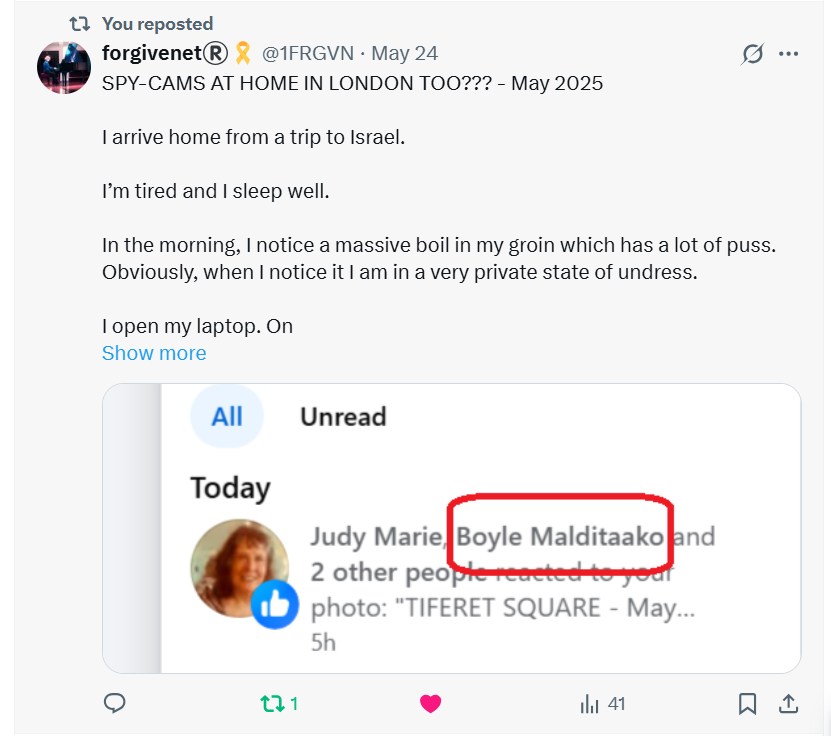 You reposted
forgivenet®️🎗️ @1FRGVN · May 24
SPY-CAMS AT HOME IN LONDON TOO??? - May 2025
I arrive home from a trip to Israel.
I’m tired and I sleep well.
In the morning, I notice a massive boil in my groin which has a lot of puss.
Obviously, when I notice it I am in a very private state of undress.
I open my laptop. On
Show more
All Unread
Today
Judy Marie, Boyle Malditaako and
2 other people reacted to your
photo: "TIFERET SQUARE - May...
5h
1 41